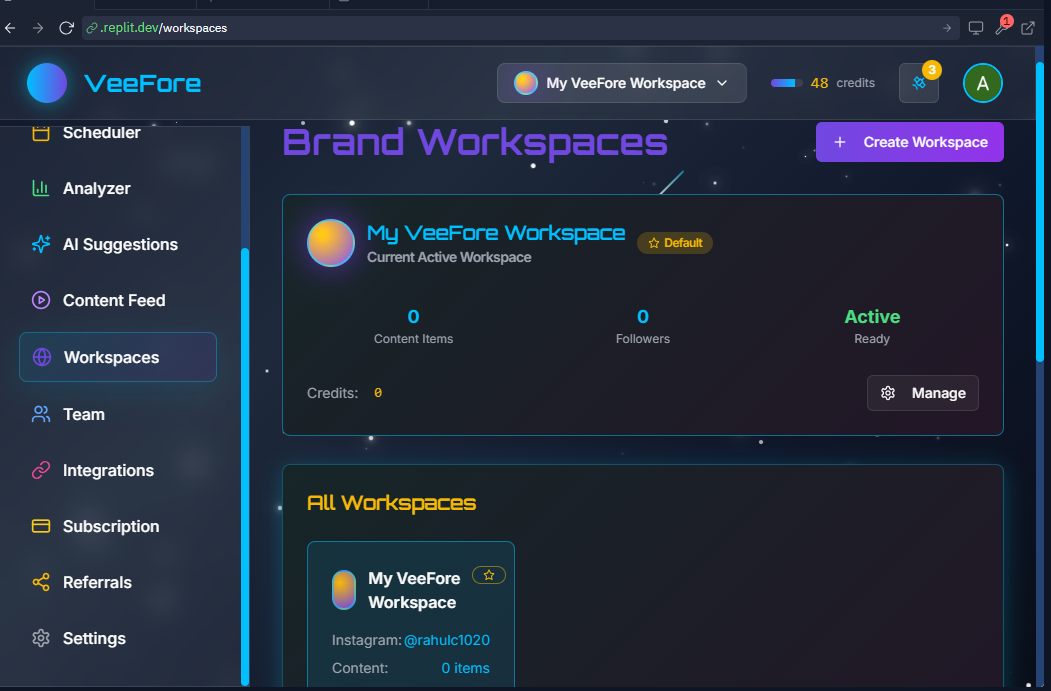 .replit.dev/workspaces
1
VeeFore
My VeeFore Workspace
48 credits
3
A
Scheduler
Analyzer
AI Suggestions
Content Feed
Workspaces
Team
Integrations
Subscription
Referrals
Settings
Brand Workspaces
+ Create Workspace
My VeeFore Workspace
Default
Current Active Workspace
0
Content Items
0
Followers
Active
Ready
Credits: 0
Manage
All Workspaces
My VeeFore
Workspace
Instagram: @rahulc1020
Content: 0 items